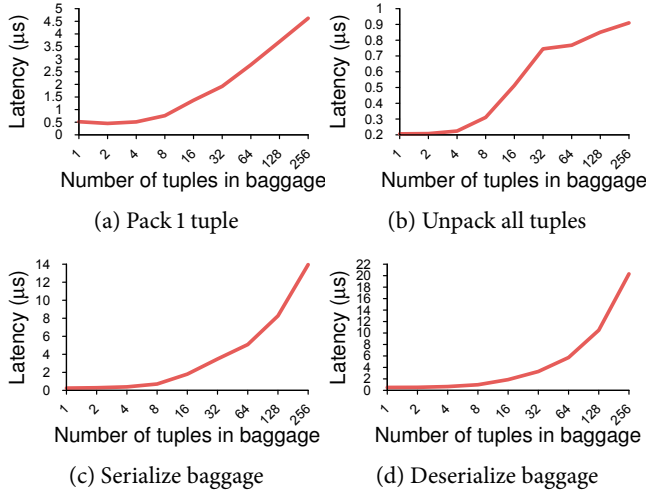 Latency (μs)
5
4.5
4
3.5
3
2.5
2
1.5
1
0.5
0
1 2 4 8 16 32 64 128 256
Number of tuples in baggage
(a) Pack 1 tuple
Latency (μs)
1
0.9
0.8
0.7
0.6
0.5
0.4
0.3
0.2
1 2 4 8 16 32 64 128 256
Number of tuples in baggage
(b) Unpack all tuples
Latency (μs)
14
12
10
8
6
4
2
0
1 2 4 8 16 32 64 128 256
Number of tuples in baggage
(c) Serialize baggage
Latency (μs)
22
20
18
16
14
12
10
8
6
4
2
0
1 2 4 8 16 32 64 128 256
Number of tuples in baggage
(d) Deserialize baggage